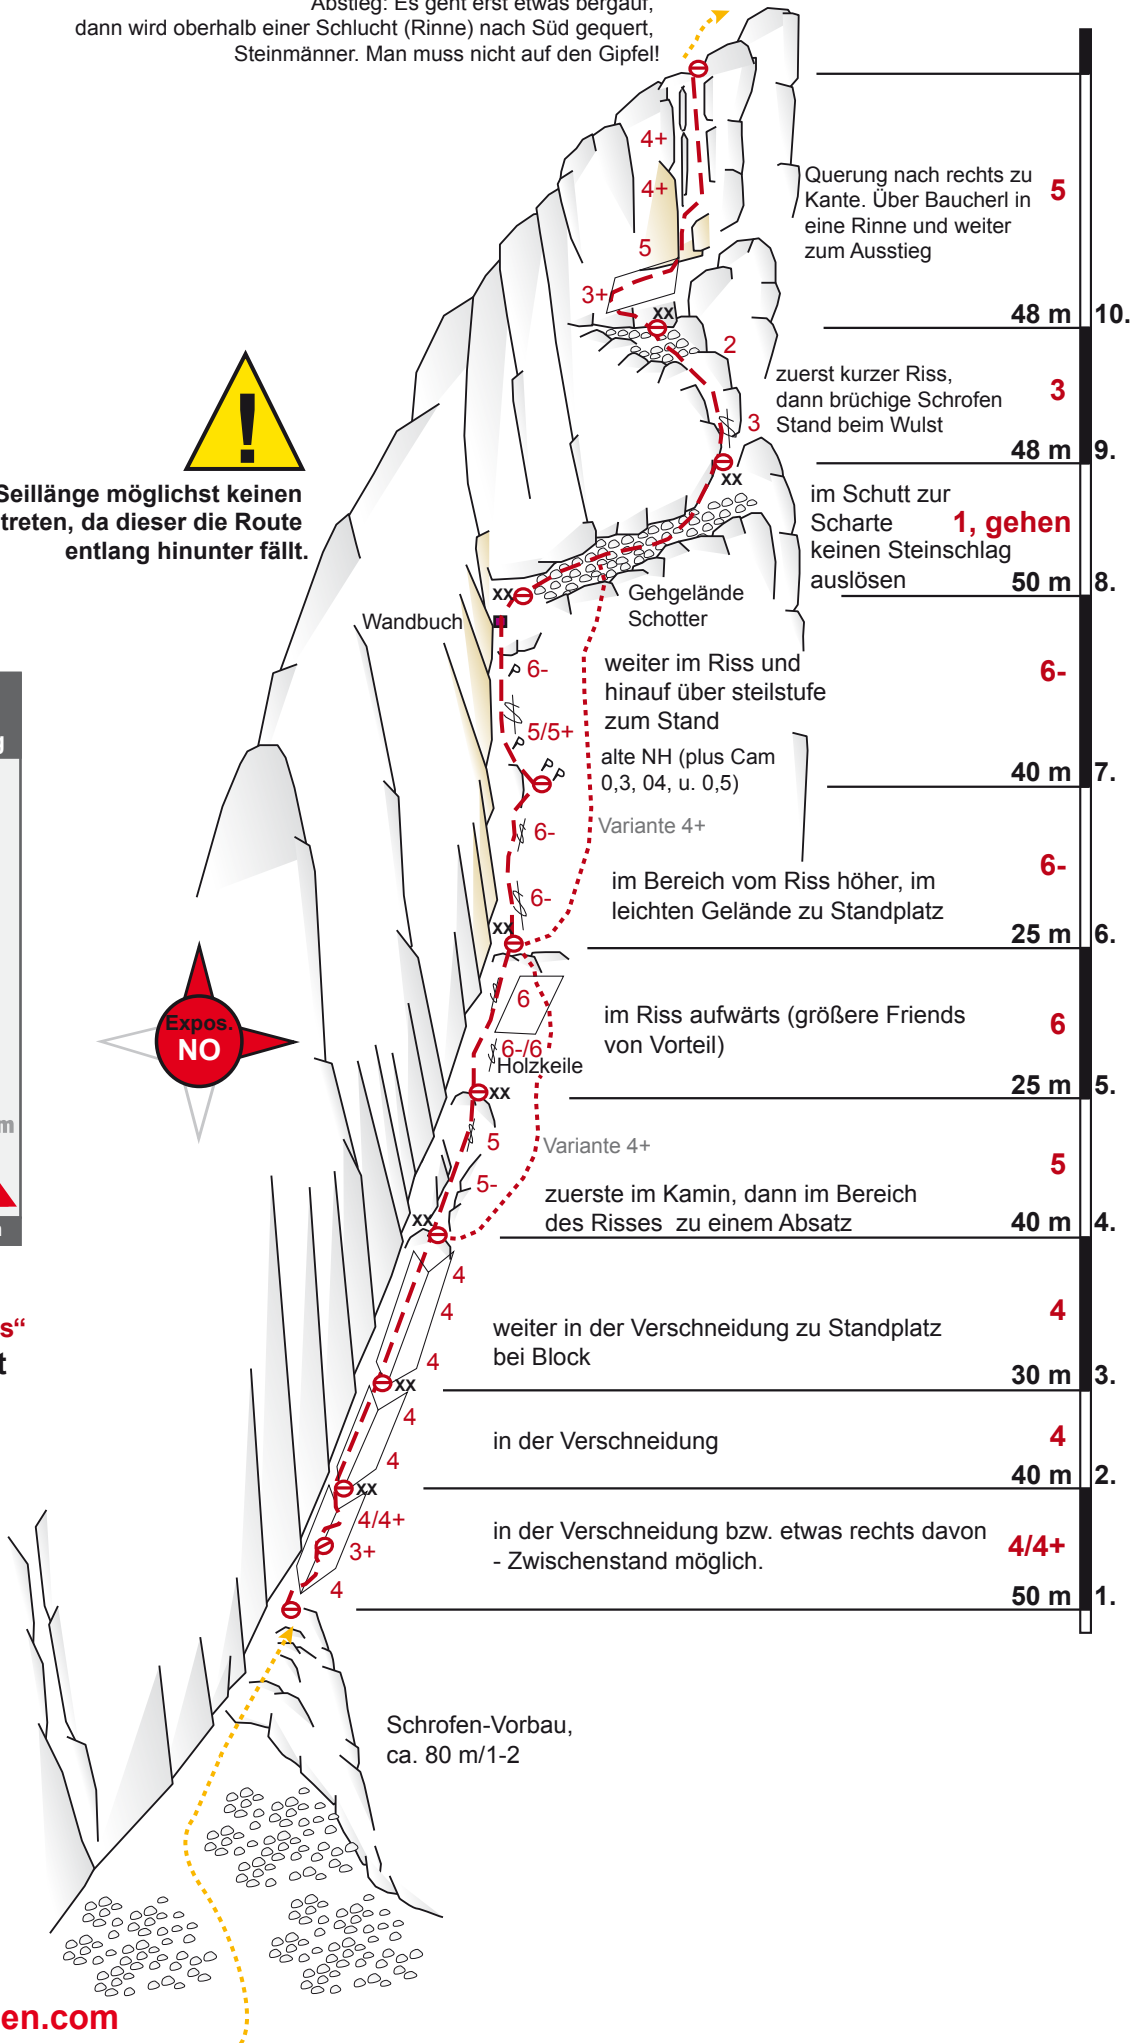 Abstieg: Es geht erst etwas bergauf,
dann wird oberhalb einer Schlucht (Rinne) nach Süd gequert,
Steinmänner. Man muss nicht auf den Gipfel!
4+
4+
5
3+
xx
Querung nach rechts zu
Kante. Über Baucherl in
eine Rinne und weiter
zum Ausstieg
5
48 m
10.
2
zuerst kurzer Riss,
dann brüchige Schrofen
Stand beim Wulst
3
3
48 m
9.
xx
!
Seillänge möglichst keinen
treten, da dieser die Route
entlang hinunter fällt.
im Schutt zur
Scharte
keinen Steinschlag
auslösen
1, gehen
50 m
8.
xx
Gehgelände
Schotter
Wandbuch
P
6-
weiter im Riss und
hinauf über steilstufe
zum Stand
6-
5/5+
P
P
P
alte NH (plus Cam
0,3, 04, u. 0,5)
40 m
7.
6-
Variante 4+
6-
im Bereich vom Riss höher, im
leichten Gelände zu Standplatz
6-
25 m
6.
xx
6
im Riss aufwärts (größere Friends
von Vorteil)
6
6-/6
Holzkeile
25 m
5.
xx
Expos.
NO
m
5
Variante 4+
5-
zuerste im Kamin, dann im Bereich
des Risses zu einem Absatz
5
40 m
4.
xx
4
4
4
weiter in der Verschneidung zu Standplatz
bei Block
4
30 m
3.
xx
s“
t
4
4
in der Verschneidung
4
40 m
2.
xx
4/4+
3+
4
in der Verschneidung bzw. etwas rechts davon
- Zwischenstand möglich.
4/4+
50 m
1.
Schrofen-Vorbau,
ca. 80 m/1-2
en.com